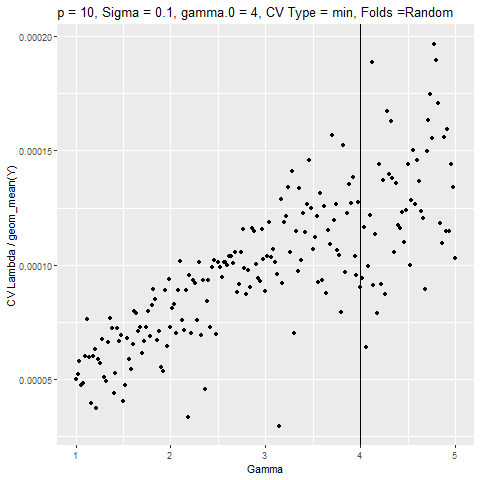 p = 10, Sigma = 0.1, gamma.0 = 4, CV Type = min, Folds =Random
0.00020
0.00015
0.00010
0.00005
CV Lambda / geom_mean(Y)
1 2 3 4 5
Gamma